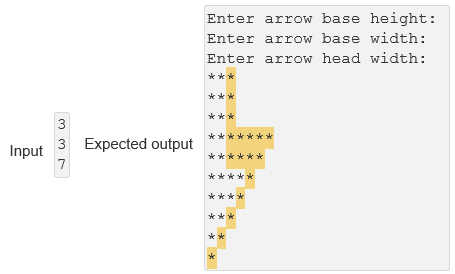 Input
3
3
7
Expected output
Enter arrow base height:
Enter arrow base width:
Enter arrow head width:
***
***
***
*******
******
*****
****
***
**
*